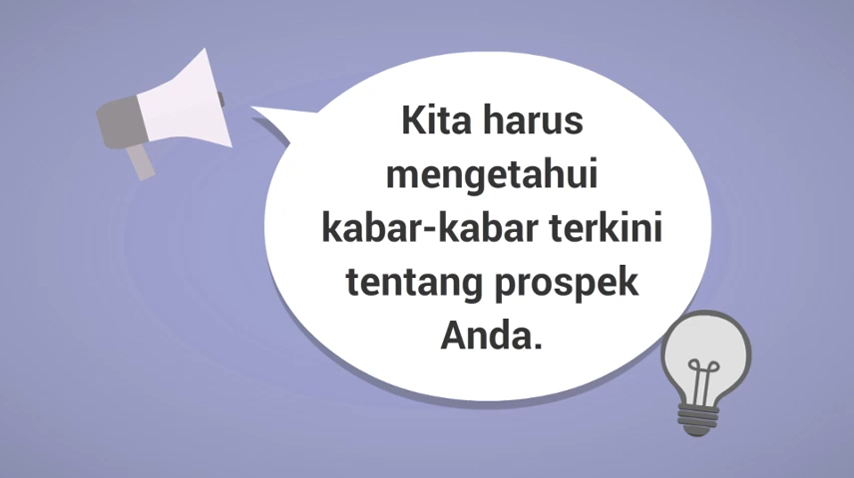 Kita harus
mengetahui
kabar-kabar terkini
tentang prospek
Anda.